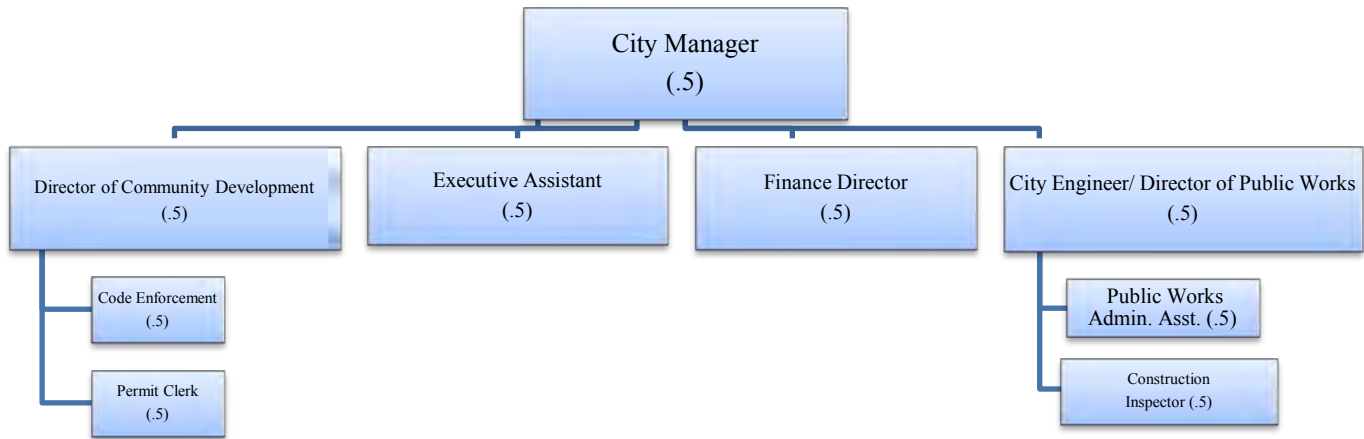 City Manager
(.5)
Director of Community Development
(.5)
Executive Assistant
(.5)
Finance Director
(.5)
City Engineer/ Director of Public Works
(.5)
Code Enforcement
(.5)
Permit Clerk
(.5)
Public Works
Admin. Asst. (.5)
Construction
Inspector (.5)